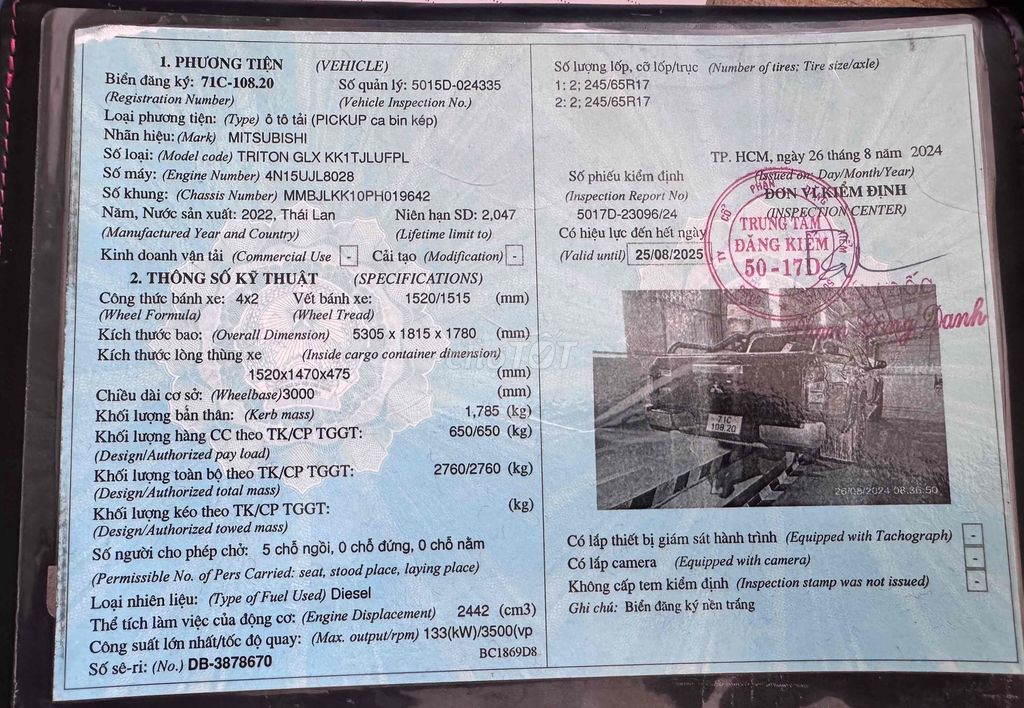 1. PHƯƠNG TIỆN (VEHICLE)
Biển đăng ký: 71C-108.20 Số quản lý: 5015D-024335
(Registration Number) (Vehicle Inspection No.)
Loại phương tiện: (Type) ô tô tải (PICKUP ca bin kép)
Nhãn hiệu: (Mark) MITSUBISHI
Số loại: (Model code) TRITON GLX KK1TJLUFPL
Số máy: (Engine Number) 4N15UJL8028
Số khung: (Chassis Number) MMBJLKK10PH019642
Năm, Nước sản xuất: 2022, Thái Lan Niên hạn SD: 2,047
(Manufactured Year and Country) (Lifetime limit to)
Kinh doanh vận tải (Commercial Use - Cải tạo (Modification) -
2. THÔNG SỐ KỸ THUẬT (SPECIFICATIONS)
Công thức bánh xe: 4x2 Vết bánh xe: 1520/1515 (mm)
(Wheel Formula) (Wheel Tread)
Kích thước bao: (Overall Dimension) 5305 x 1815 x 1780 (mm)
Kích thước lòng thùng xe (Inside cargo container dimension)
1520x1470x475 (mm)
Chiều dài cơ sở: (Wheelbase)3000 (mm)
Khối lượng bản thân: (Kerb mass) 1,785 (kg)
Khối lượng hàng CC theo TK/CP TGGT: 650/650 (kg)
(Design/Authorized pay load)
Khối lượng toàn bộ theo TK/CP TGGT: 2760/2760 (kg)
(Design/Authorized total mass)
Khối lượng kéo theo TK/CP TGGT: (kg)
(Design/Authorized towed mass)
Số người cho phép chở: 5 chỗ ngồi, 0 chỗ đứng, 0 chỗ nằm
(Permissible No. of Pers Carried: seat, stood place, laying place)
Loại nhiên liệu: (Type of Fuel Used) Diesel
Thể tích làm việc của động cơ: (Engine Displacement) 2442 (cm3)
Công suất lớn nhất/tốc độ quay: (Max. output/rpm) 133(kW)/3500(vp
Số sê-ri: (No.) DB-3878670 BC1869D8
Số lượng lốp, cỡ lốp/trục (Number of tires; Tire size/axle)
1: 2; 245/65R17
2: 2; 245/65R17
TP. HCM, ngày 26 tháng 8 năm 2024
(Issued on: Day/Month/Year)
Số phiếu kiểm định ĐƠN VỊ KIỂM ĐỊNH
(Inspection Report No) (INSPECTION CENTER)
5017D-23096/24
Có hiệu lực đến hết ngày
(Valid until) 25/08/2025
TRUNG TÂM
ĐĂNG KIỂM
50-17D
Danh
CHỢ TỐT
71C
108.20
26/08/2024 08:36:50
Có lắp thiết bị giám sát hành trình (Equipped with Tachograph) -
Có lắp camera (Equipped with camera) -
Không cấp tem kiểm định (Inspection stamp was not issued) -
Ghi chú: Biển đăng ký nền trắng